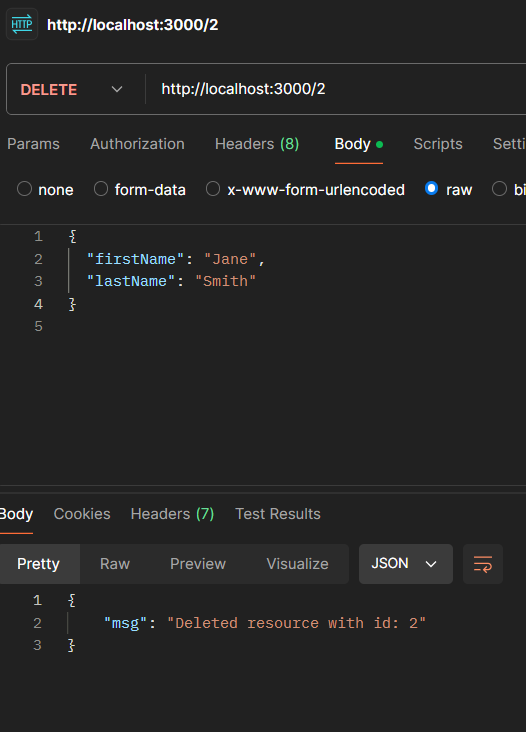 HTTP http://localhost:3000/2
DELETE http://localhost:3000/2
Params Authorization Headers (8) Body Scripts Setti
none form-data x-www-form-urlencoded raw bi
1 {
2 "firstName": "Jane",
3 "lastName": "Smith"
4 }
5
Body Cookies Headers (7) Test Results
Pretty Raw Preview Visualize JSON
1 {
2 "msg": "Deleted resource with id: 2"
3 }